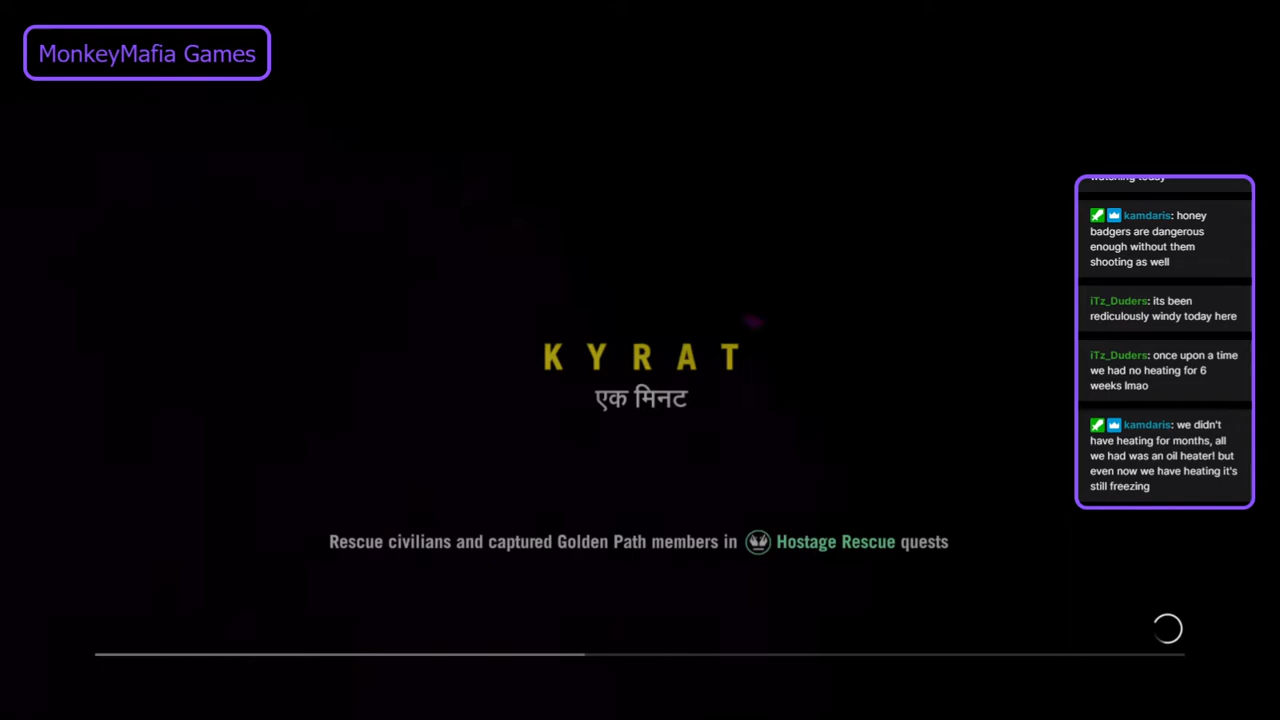 MonkeyMafia Games
watching today
kamdaris: honey
badgers are dangerous
enough without them
shooting as well
iTz_Duders: its been
rediculously windy today here
iTz_Duders: once upon a time
we had no heating for 6
weeks lmao
kamdaris: we didn't
have heating for months, all
we had was an oil heater! but
even now we have heating it's
still freezing
KYRAT
एक मिनट
Rescue civilians and captured Golden Path members in Hostage Rescue quests